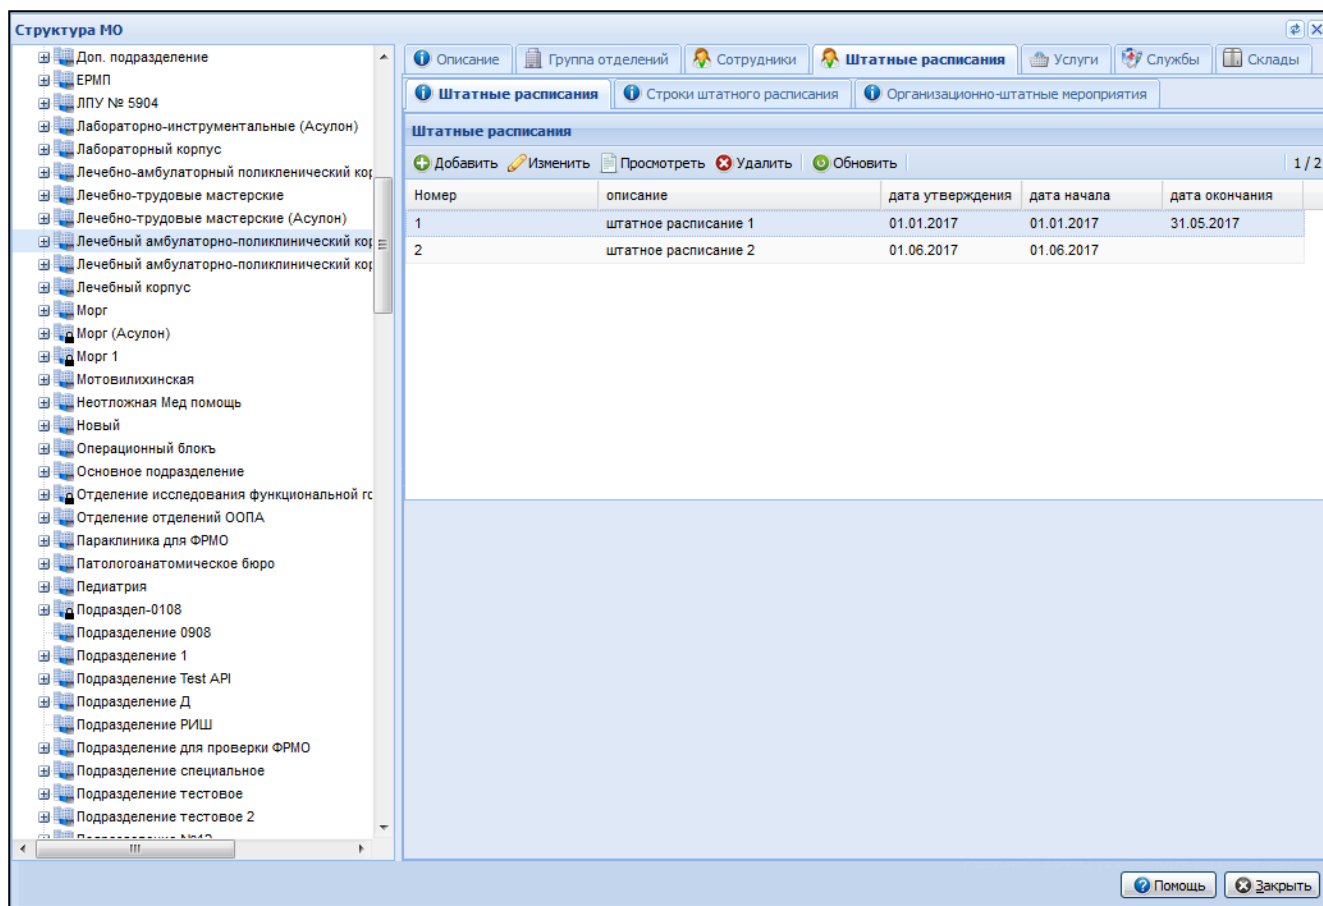 Структура МО
Доп. подразделение
ЕРМП
ЛПУ № 5904
Лабораторно-инструментальные (Асулон)
Лабораторный корпус
Лечебно-амбулаторный поликленический кор
Лечебно-трудовые мастерские
Лечебно-трудовые мастерские (Асулон)
Лечебный амбулаторно-поликлинический кор
Лечебный амбулаторно-поликлинический кор
Лечебный корпус
Морг
Морг (Асулон)
Морг 1
Мотовилихинская
Неотложная Мед помощь
Новый
Операционный блокъ
Основное подразделение
Отделение исследования функциональной го
Отделение отделений ООПА
Параклиника для ФРМО
Патологоанатомическое бюро
Педиатрия
Подраздел-0108
Подразделение 0908
Подразделение 1
Подразделение Test API
Подразделение Д
Подразделение РИШ
Подразделение для проверки ФРМО
Подразделение специальное
Подразделение тестовое
Подразделение тестовое 2
Описание Группа отделений Сотрудники Штатные расписания Услуги Службы Склады
Штатные расписания Строки штатного расписания Организационно-штатные мероприятия
Штатные расписания
Добавить Изменить Просмотреть Удалить Обновить 1 / 2
Номер описание дата утверждения дата начала дата окончания
1 штатное расписание 1 01.01.2017 01.01.2017 31.05.2017
2 штатное расписание 2 01.06.2017 01.06.2017
Помощь Закрыть